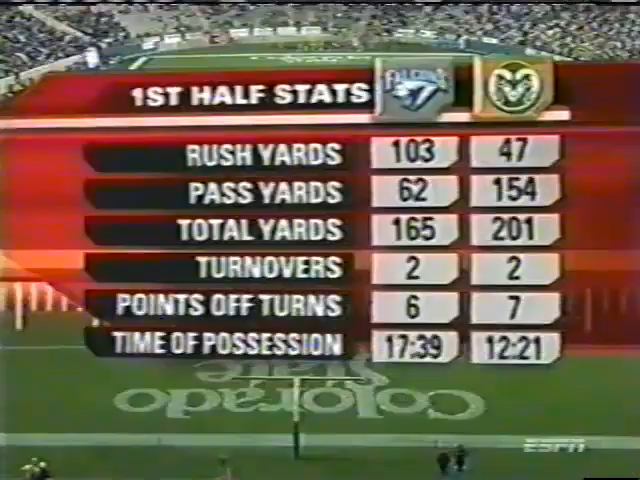 1ST HALF STATS FALCONS
RUSH YARDS 103 47
PASS YARDS 62 154
TOTAL YARDS 165 201
TURNOVERS 2 2
POINTS OFF TURNS 6 7
TIME OF POSSESSION 17:39 12:21
Colorado
State
ESPN